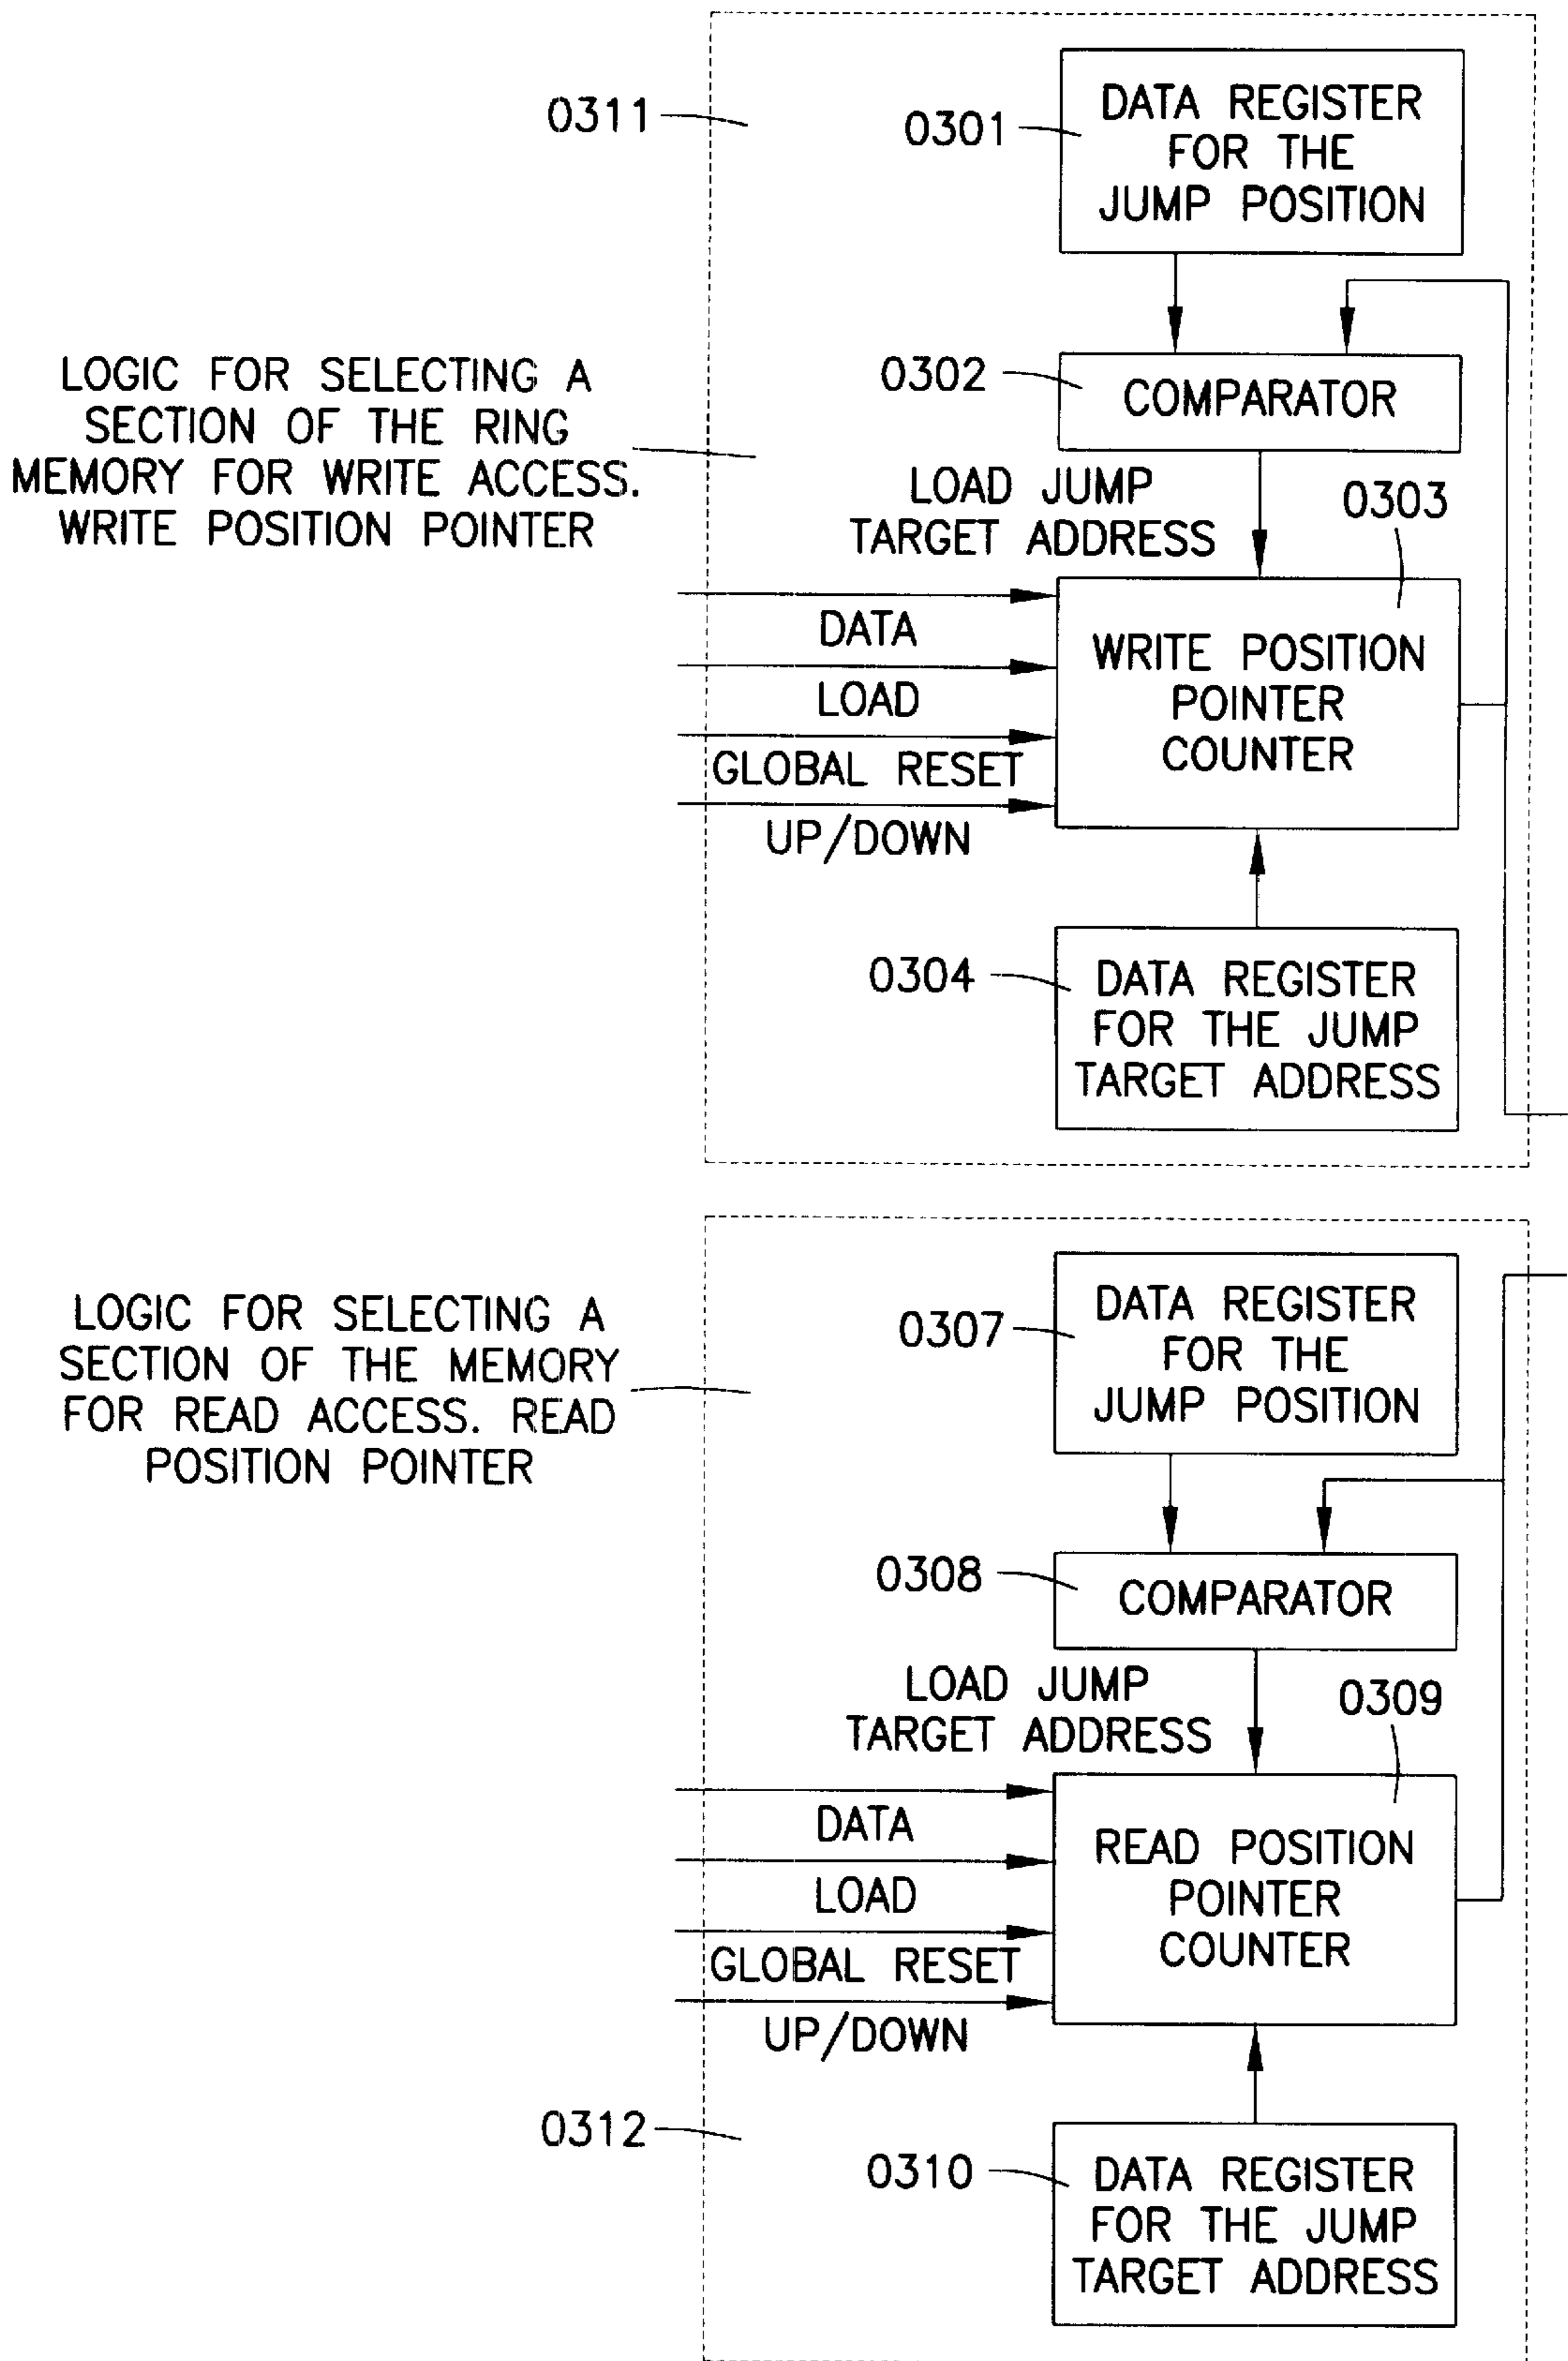 0311
0301
DATA REGISTER
FOR THE
JUMP POSITION
LOGIC FOR SELECTING A
SECTION OF THE RING
MEMORY FOR WRITE ACCESS.
WRITE POSITION POINTER
0302
COMPARATOR
LOAD JUMP
TARGET ADDRESS
0303
DATA
LOAD
GLOBAL RESET
UP/DOWN
WRITE POSITION
POINTER
COUNTER
0304
DATA REGISTER
FOR THE JUMP
TARGET ADDRESS
LOGIC FOR SELECTING A
SECTION OF THE MEMORY
FOR READ ACCESS. READ
POSITION POINTER
0307
DATA REGISTER
FOR THE
JUMP POSITION
0308
COMPARATOR
LOAD JUMP
TARGET ADDRESS
0309
DATA
LOAD
GLOBAL RESET
UP/DOWN
READ POSITION
POINTER
COUNTER
0312
0310
DATA REGISTER
FOR THE JUMP
TARGET ADDRESS